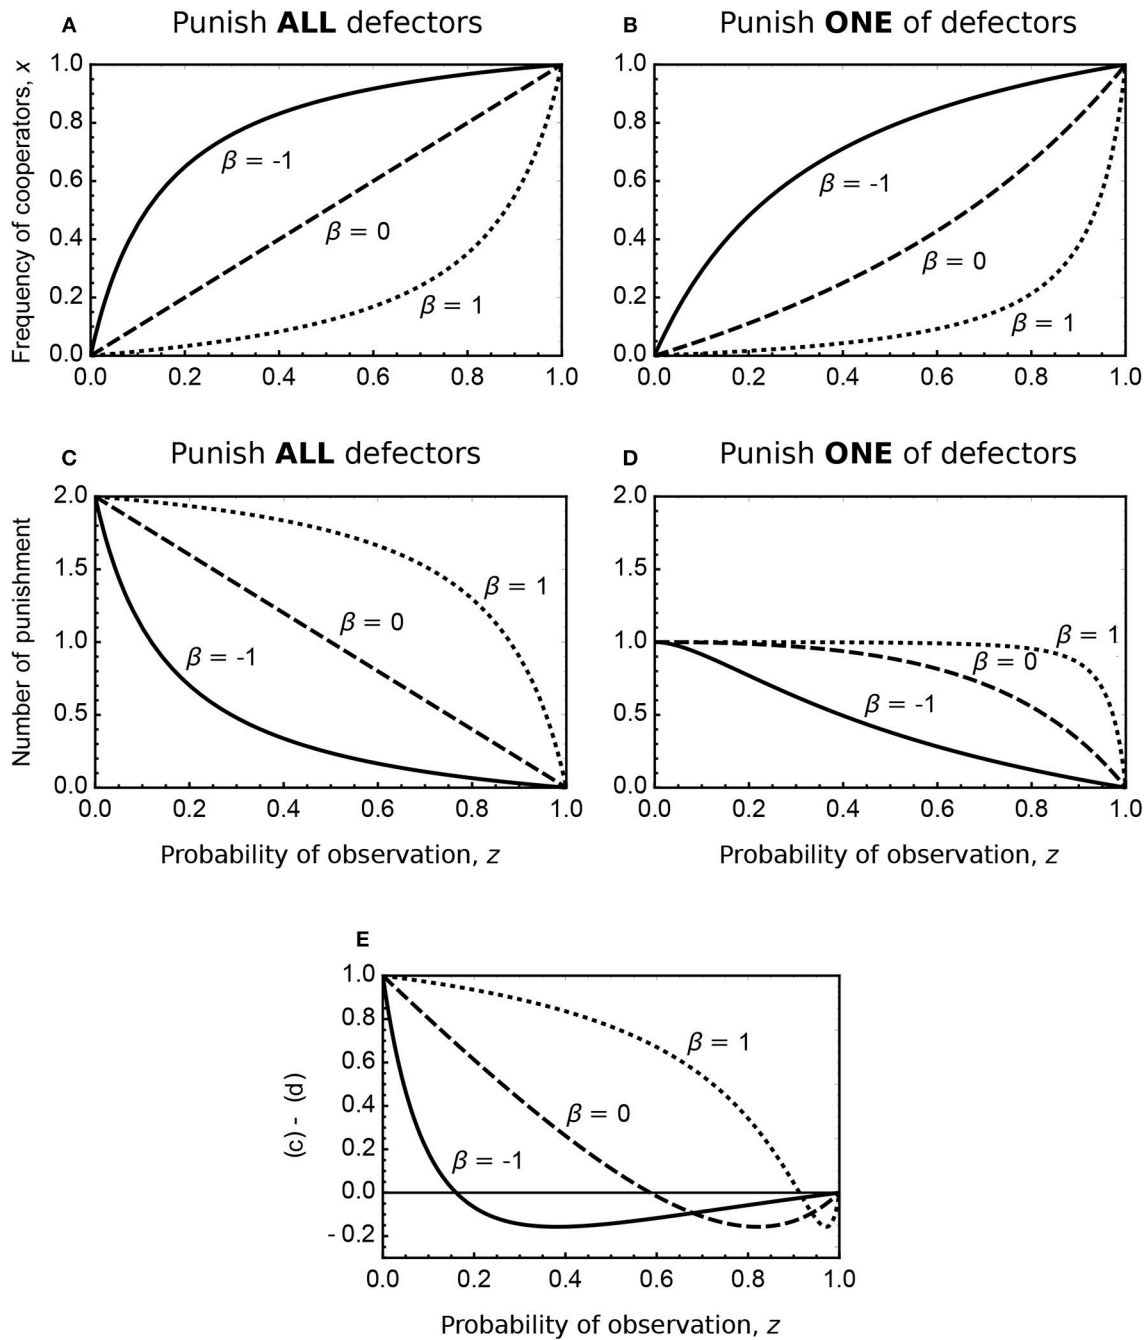 A Punish ALL defectors
B Punish ONE of defectors
Frequency of cooperators, x
1.0
0.8
0.6
0.4
0.2
0.0
β = -1
β = 0
β = 1
0.0 0.2 0.4 0.6 0.8 1.0
1.0
0.8
0.6
0.4
0.2
0.0
β = -1
β = 0
β = 1
0.0 0.2 0.4 0.6 0.8 1.0
C Punish ALL defectors
D Punish ONE of defectors
Number of punishment
2.0
1.5
1.0
0.5
0.0
β = 1
β = 0
β = -1
0.0 0.2 0.4 0.6 0.8 1.0
Probability of observation, z
2.0
1.5
1.0
0.5
0.0
β = 1
β = 0
β = -1
0.0 0.2 0.4 0.6 0.8 1.0
Probability of observation, z
E
(c) - (d)
1.0
0.8
0.6
0.4
0.2
0.0
- 0.2
β = 1
β = 0
β = -1
0.0 0.2 0.4 0.6 0.8 1.0
Probability of observation, z